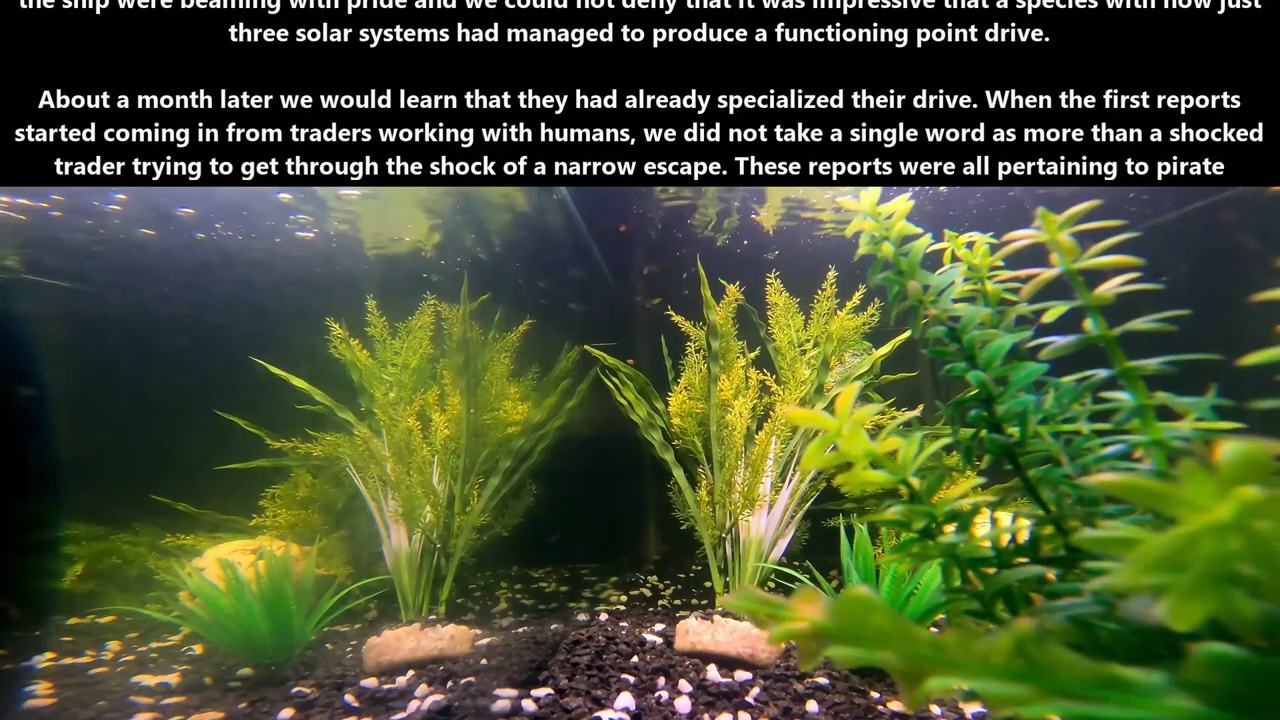 the ship were beaming with pride and we could not deny that it was impressive that a species with now just
three solar systems had managed to produce a functioning point drive.
About a month later we would learn that they had already specialized their drive. When the first reports
started coming in from traders working with humans, we did not take a single word as more than a shocked
trader trying to get through the shock of a narrow escape. These reports were all pertaining to pirate